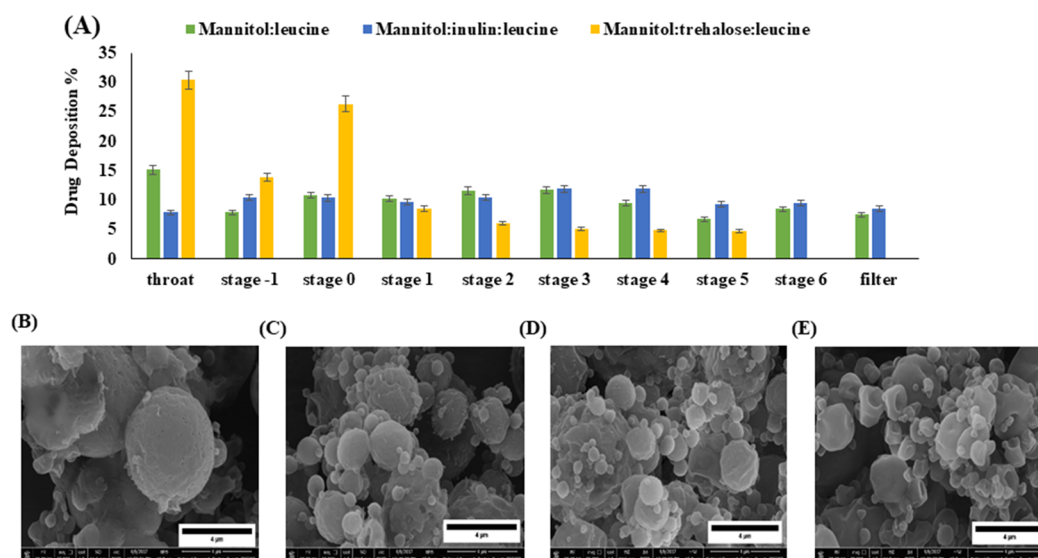 (A)
Mannitol:leucine Mannitol:inulin:leucine Mannitol:trehalose:leucine
Drug Deposition %
35
30
25
20
15
10
5
0
throat stage -1 stage 0 stage 1 stage 2 stage 3 stage 4 stage 5 stage 6 filter
(B) (C) (D) (E)
4 µm 4 µm 4 µm 4 µm